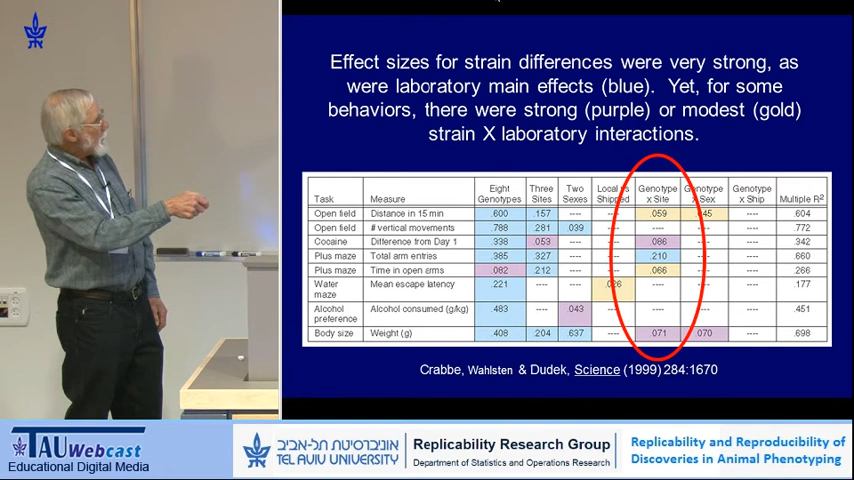 Effect sizes for strain differences were very strong, as
were laboratory main effects (blue). Yet, for some
behaviors, there were strong (purple) or modest (gold)
strain X laboratory interactions.
Task Measure Eight Genotypes Three Sites Two Sexes Local vs Shipped Genotype x Site Genotype x Sex Genotype x Ship Multiple R²
Open field Distance in 15 min .600 .157 ---- ---- .059 .045 ---- .604
Open field # vertical movements .788 .281 .039 ---- ---- ---- ---- .772
Cocaine Difference from Day 1 .338 .053 ---- ---- .086 ---- ---- .342
Plus maze Total arm entries .385 .327 ---- ---- .210 ---- ---- .660
Plus maze Time in open arms .082 .212 ---- ---- .066 ---- ---- .266
Water maze Mean escape latency .221 ---- ---- .026 ---- ---- ---- .177
Alcohol preference Alcohol consumed (g/kg) .483 ---- .043 ---- ---- ---- ---- .451
Body size Weight (g) .408 .204 .637 ---- .071 .070 ---- .698
Crabbe, Wahlsten & Dudek, Science (1999) 284:1670
TAU Webcast
Educational Digital Media
אוניברסיטת תל-אביב
TEL AVIV UNIVERSITY
Replicability Research Group
Department of Statistics and Operations Research
Replicability and Reproducibility of
Discoveries in Animal Phenotyping